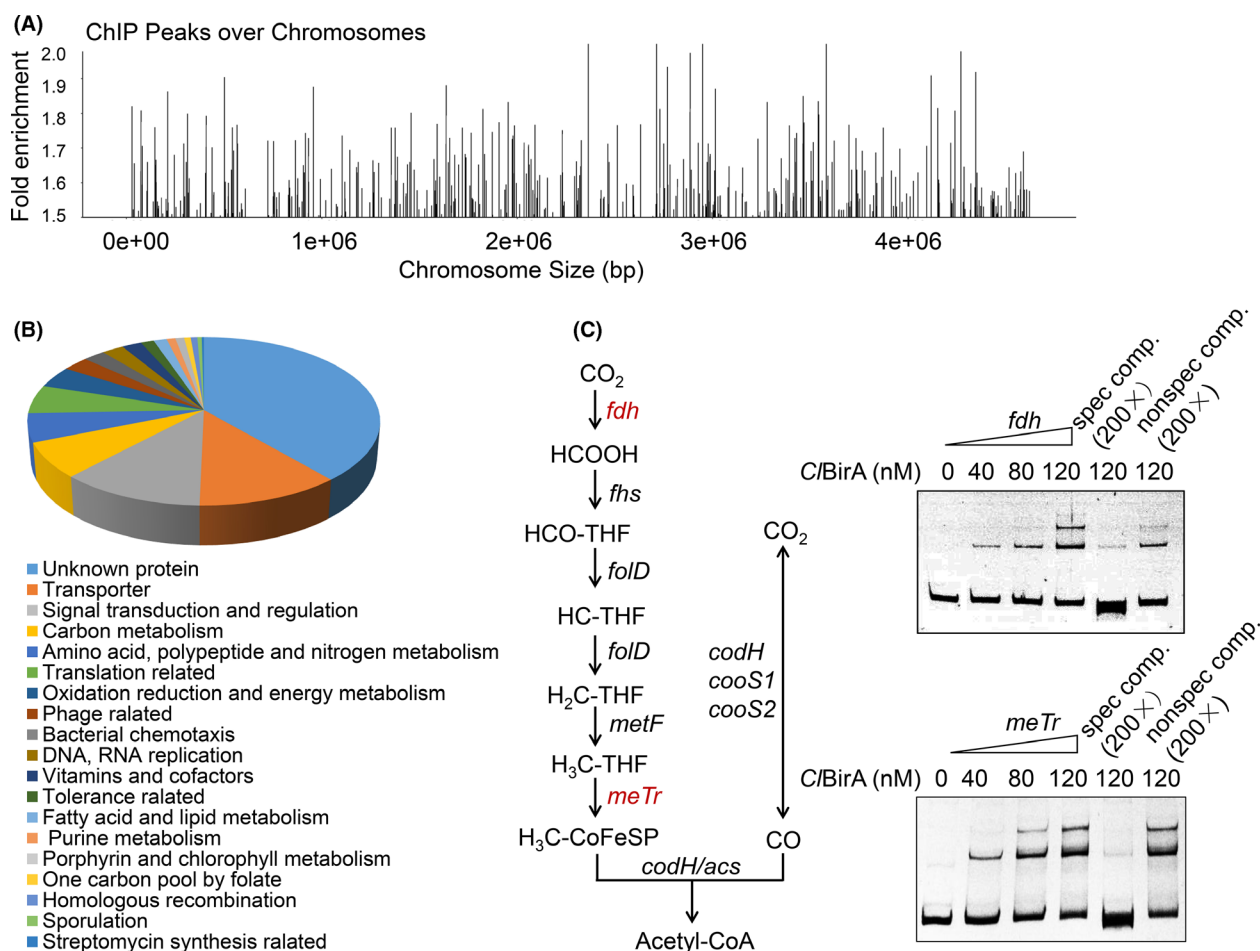 (A)
ChIP Peaks over Chromosomes
Fold enrichment
2.0
1.9
1.8
1.7
1.6
1.5
0e+00 1e+06 2e+06 3e+06 4e+06
Chromosome Size (bp)
(B)
Unknown protein
Transporter
Signal transduction and regulation
Carbon metabolism
Amino acid, polypeptide and nitrogen metabolism
Translation related
Oxidation reduction and energy metabolism
Phage ralated
Bacterial chemotaxis
DNA, RNA replication
Vitamins and cofactors
Tolerance ralated
Fatty acid and lipid metabolism
Purine metabolism
Porphyrin and chlorophyll metabolism
One carbon pool by folate
Homologous recombination
Sporulation
Streptomycin synthesis ralated
(C)
CO₂
fdh
HCOOH
fhs
HCO-THF
folD
HC-THF
folD
H₂C-THF
metF
H₃C-THF
meTr
H₃C-CoFeSP
CO₂
codH
cooS1
cooS2
CO
codH/acs
Acetyl-CoA
fdh
spec comp.
(200×)
nonspec comp.
(200×)
ClBirA (nM) 0 40 80 120 120 120
meTr
spec comp.
(200×)
nonspec comp.
(200×)
ClBirA (nM) 0 40 80 120 120 120